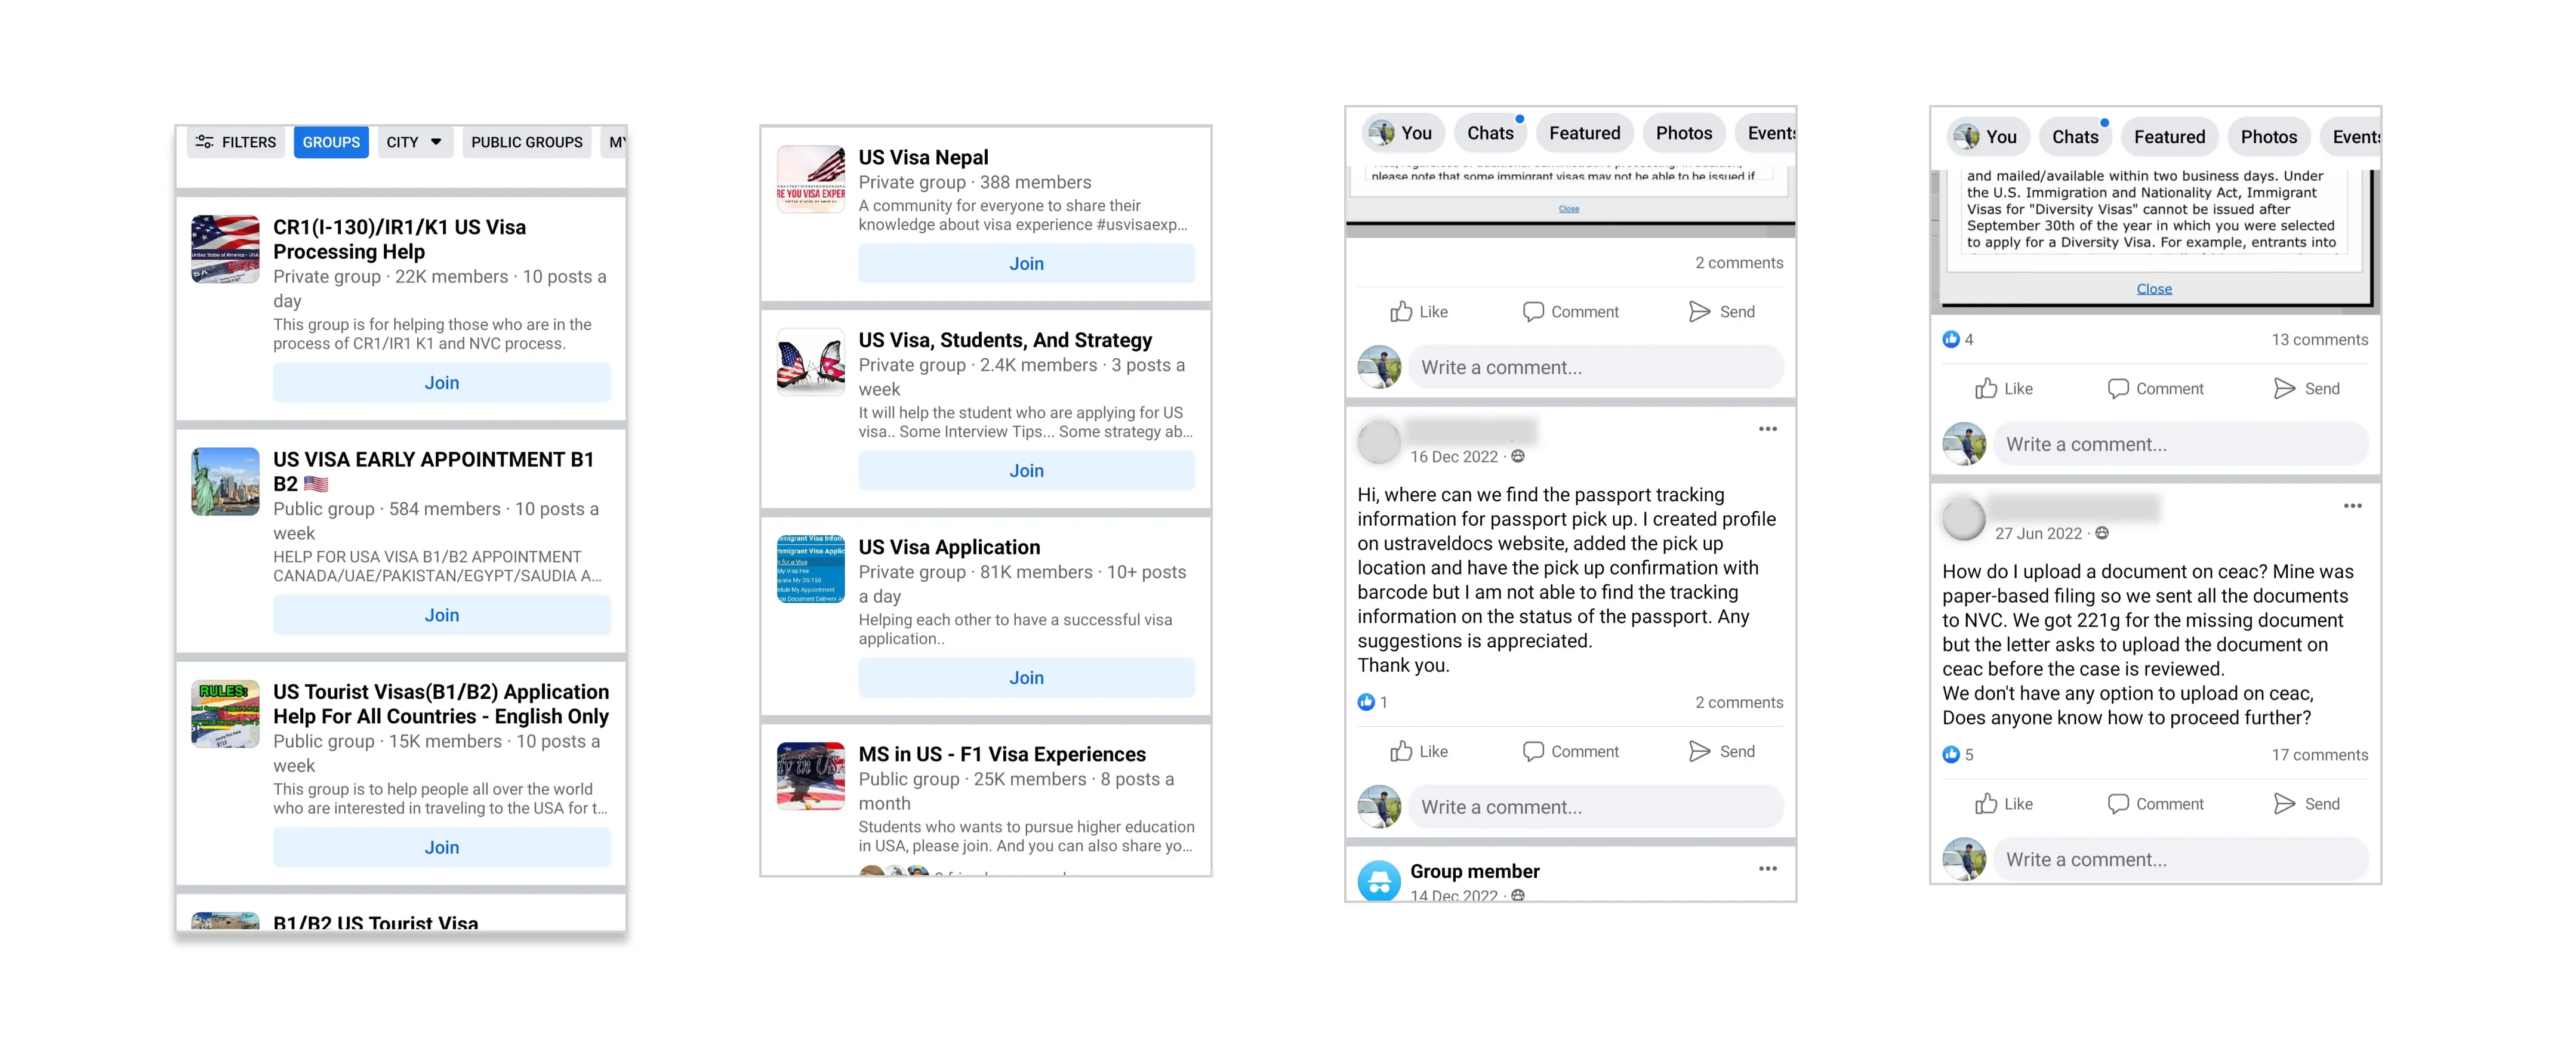 FILTERS GROUPS CITY PUBLIC GROUPS
CR1(I-130)/IR1/K1 US Visa
Processing Help
Private group · 22K members · 10 posts a
day
This group is for helping those who are in the
process of CR1/IR1 K1 and NVC process.
Join
US VISA EARLY APPOINTMENT B1
B2 🇺🇸
Public group · 584 members · 10 posts a
week
HELP FOR USA VISA B1/B2 APPOINTMENT
CANADA/UAE/PAKISTAN/EGYPT/SAUDIA A...
Join
RULES:
US Tourist Visas(B1/B2) Application
Help For All Countries - English Only
Public group · 15K members · 10 posts a
week
This group is to help people all over the world
who are interested in traveling to the USA for t...
Join
B1/B2 US Tourist Visa
RE YOU VISA EXPER
US Visa Nepal
Private group · 388 members
A community for everyone to share their
knowledge about visa experience #usvisaexp...
Join
US Visa, Students, And Strategy
Private group · 2.4K members · 3 posts a
week
It will help the student who are applying for US
visa.. Some Interview Tips... Some strategy ab...
Join
US Visa Application
Private group · 81K members · 10+ posts
a day
Helping each other to have a successful visa
application..
Join
MS in US - F1 Visa Experiences
Public group · 25K members · 8 posts a
month
Students who wants to pursue higher education
in USA, please join. And you can also share yo...
You Chats Featured Photos Events
please note that some immigrant visas may not be able to be issued if
Close
2 comments
Like Comment Send
Write a comment...
16 Dec 2022 ·
Hi, where can we find the passport tracking
information for passport pick up. I created profile
on ustraveldocs website, added the pick up
location and have the pick up confirmation with
barcode but I am not able to find the tracking
information on the status of the passport. Any
suggestions is appreciated.
Thank you.
1 2 comments
Like Comment Send
Write a comment...
Group member
14 Dec 2022 ·
You Chats Featured Photos Events
and mailed/available within two business days. Under
the U.S. Immigration and Nationality Act, Immigrant
Visas for "Diversity Visas" cannot be issued after
September 30th of the year in which you were selected
to apply for a Diversity Visa. For example, entrants into
Close
4 13 comments
Like Comment Send
Write a comment...
27 Jun 2022 ·
How do I upload a document on ceac? Mine was
paper-based filing so we sent all the documents
to NVC. We got 221g for the missing document
but the letter asks to upload the document on
ceac before the case is reviewed.
We don't have any option to upload on ceac,
Does anyone know how to proceed further?
5 17 comments
Like Comment Send
Write a comment...